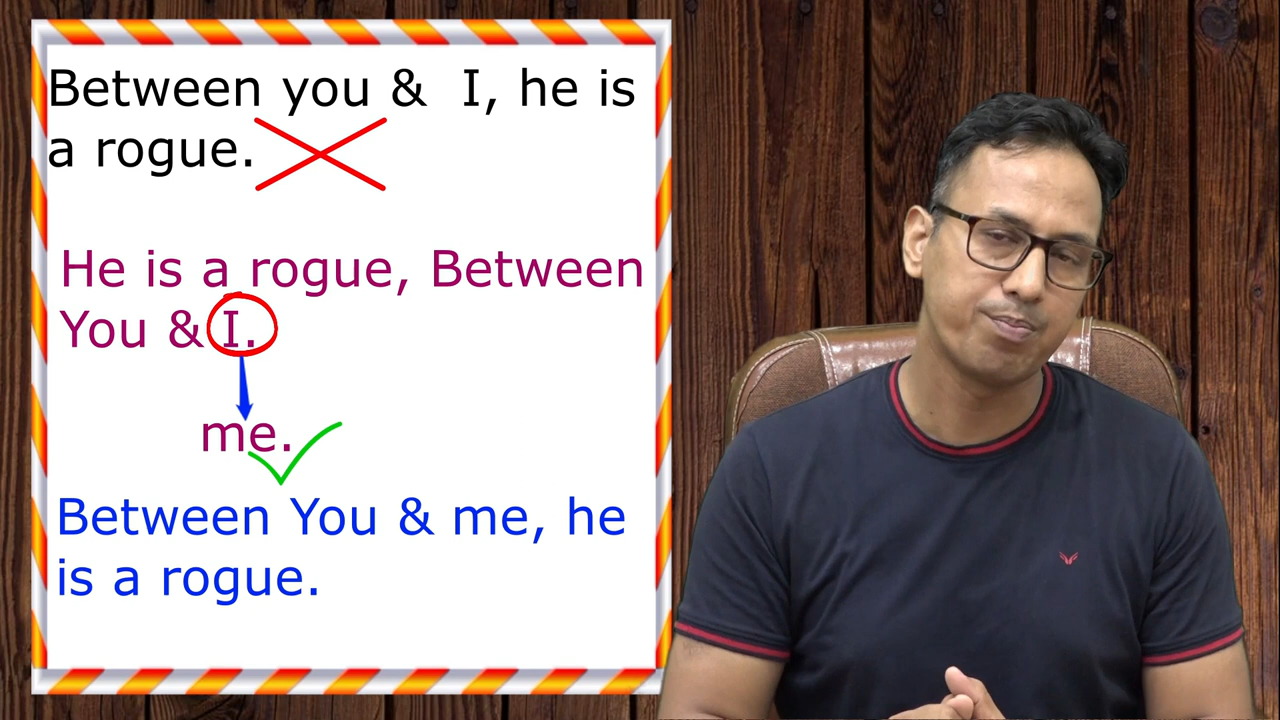 Between you & I, he is
a rogue.
He is a rogue, Between
You & I.
me.
Between You & me, he
is a rogue.